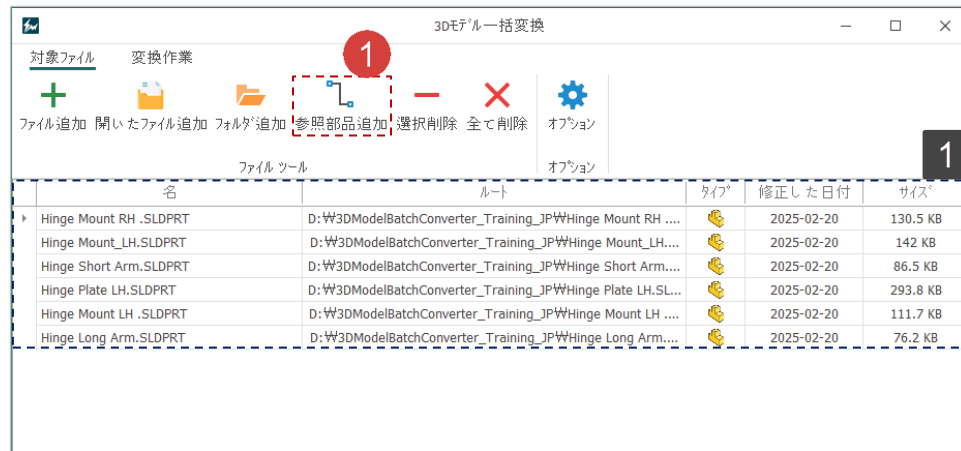 3Dモデル一括変換
対象ファイル 変換作業
1
ファイル追加 開いたファイル追加 フォルダ追加 参照部品追加 選択削除 全て削除 オプション
ファイル ツール オプション
1
名 ルート タイプ 修正した日付 サイズ
Hinge Mount RH .SLDPRT D:₩3DModelBatchConverter_Training_JP₩Hinge Mount RH .... 2025-02-20 130.5 KB
Hinge Mount_LH.SLDPRT D:₩3DModelBatchConverter_Training_JP₩Hinge Mount_LH.... 2025-02-20 142 KB
Hinge Short Arm.SLDPRT D:₩3DModelBatchConverter_Training_JP₩Hinge Short Arm.... 2025-02-20 86.5 KB
Hinge Plate LH.SLDPRT D:₩3DModelBatchConverter_Training_JP₩Hinge Plate LH.SL... 2025-02-20 293.8 KB
Hinge Mount LH .SLDPRT D:₩3DModelBatchConverter_Training_JP₩Hinge Mount LH .... 2025-02-20 111.7 KB
Hinge Long Arm.SLDPRT D:₩3DModelBatchConverter_Training_JP₩Hinge Long Arm.... 2025-02-20 76.2 KB